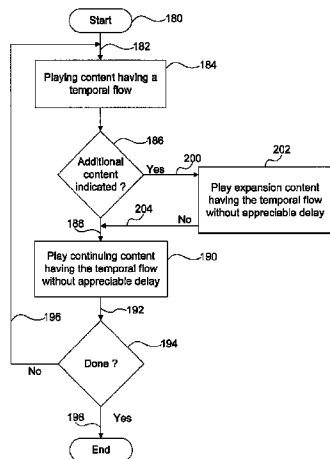 Start
180
182
Playing content having a
temporal flow
184
186
Additional
content
indicated ?
Yes
200
202
Play expansion content
having the temporal flow
without appreciable delay
204
No
188
Play continuing content
having the temporal flow
without appreciable delay
190
192
196
Done ?
194
No
198
Yes
End